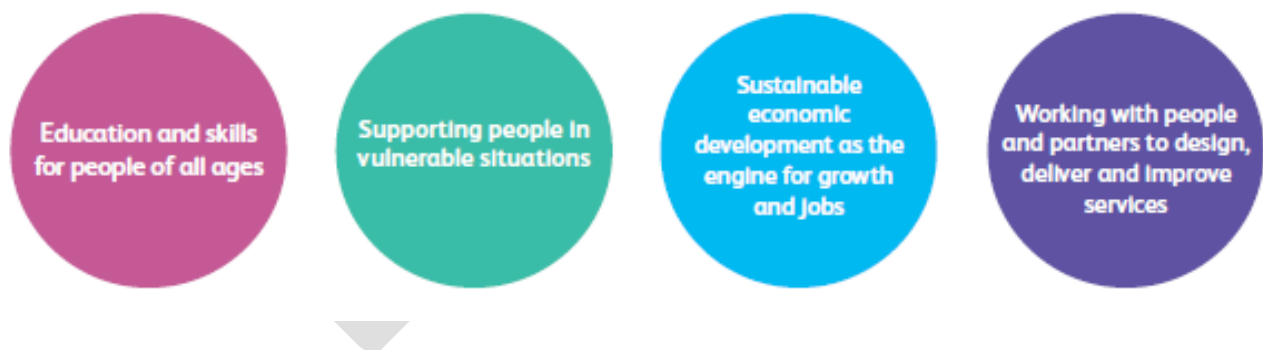 Education and skills
for people of all ages
Supporting people in
vulnerable situations
Sustainable
economic
development as the
engine for growth
and jobs
Working with people
and partners to design,
deliver and improve
services